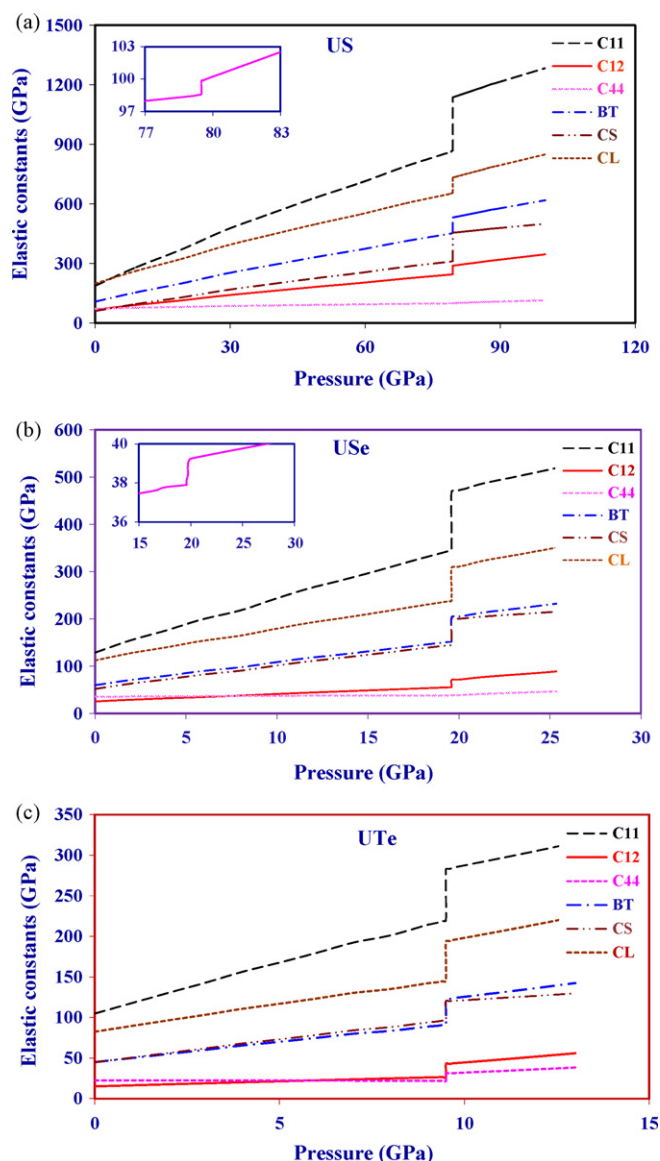 (a)
US
Elastic constants (GPa)
1500
1200
900
600
300
0
0 30 60 90 120
Pressure (GPa)
103
100
97
77 80 83
C11
C12
C44
BT
CS
CL
(b)
USe
Elastic constants (GPa)
600
500
400
300
200
100
0
0 5 10 15 20 25 30
Pressure (GPa)
40
38
36
15 20 25 30
C11
C12
C44
BT
CS
CL
(c)
UTe
Elastic constants (GPa)
350
300
250
200
150
100
50
0
0 5 10 15
Pressure (GPa)
C11
C12
C44
BT
CS
CL